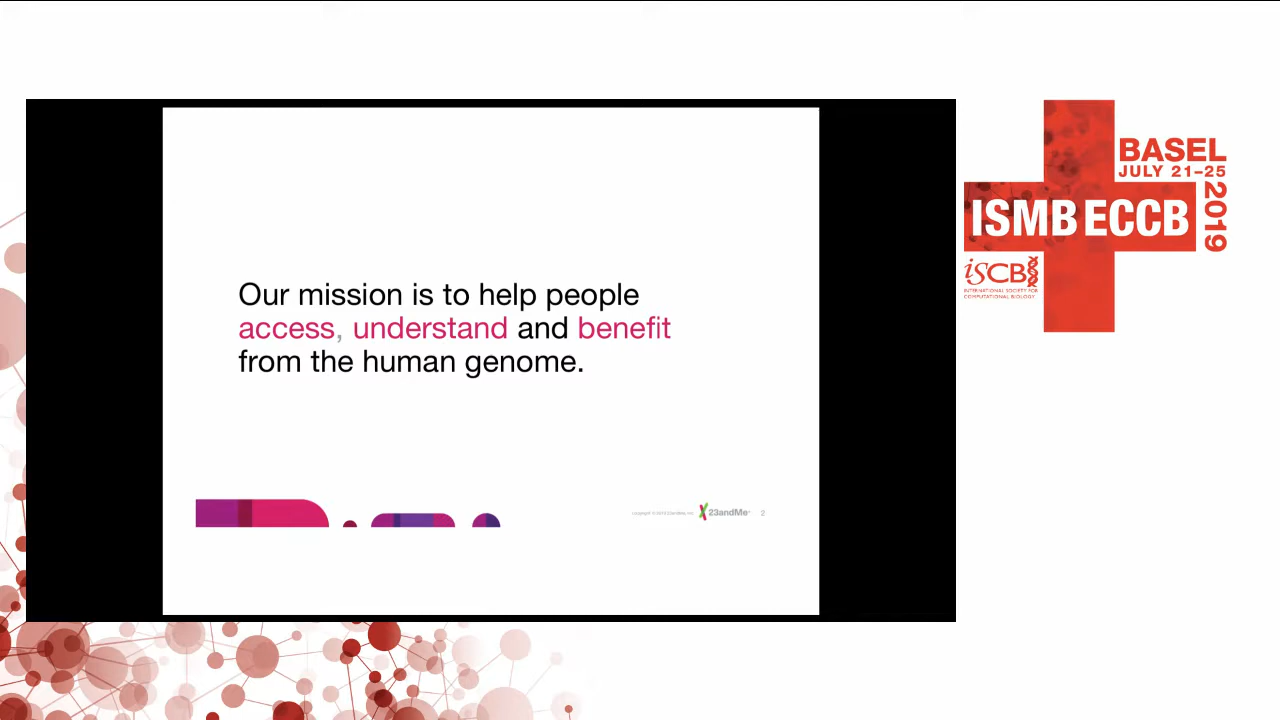 Our mission is to help people
access, understand and benefit
from the human genome.
23andMe
2
BASEL
JULY 21–25
2019
ISMB ECCB
iSCB
INTERNATIONAL SOCIETY FOR
COMPUTATIONAL BIOLOGY